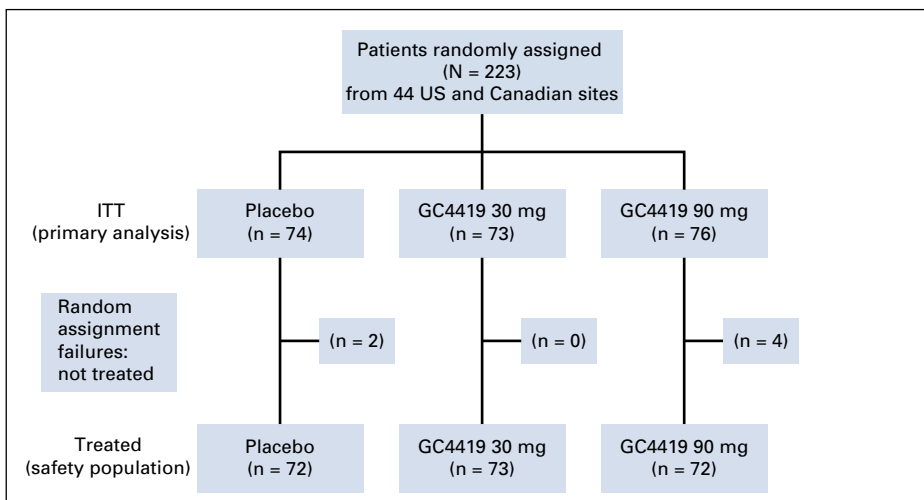 Patients randomly assigned
(N = 223)
from 44 US and Canadian sites
ITT
(primary analysis)
Placebo
(n = 74)
GC4419 30 mg
(n = 73)
GC4419 90 mg
(n = 76)
Random
assignment
failures:
not treated
(n = 2)
(n = 0)
(n = 4)
Treated
(safety population)
Placebo
(n = 72)
GC4419 30 mg
(n = 73)
GC4419 90 mg
(n = 72)